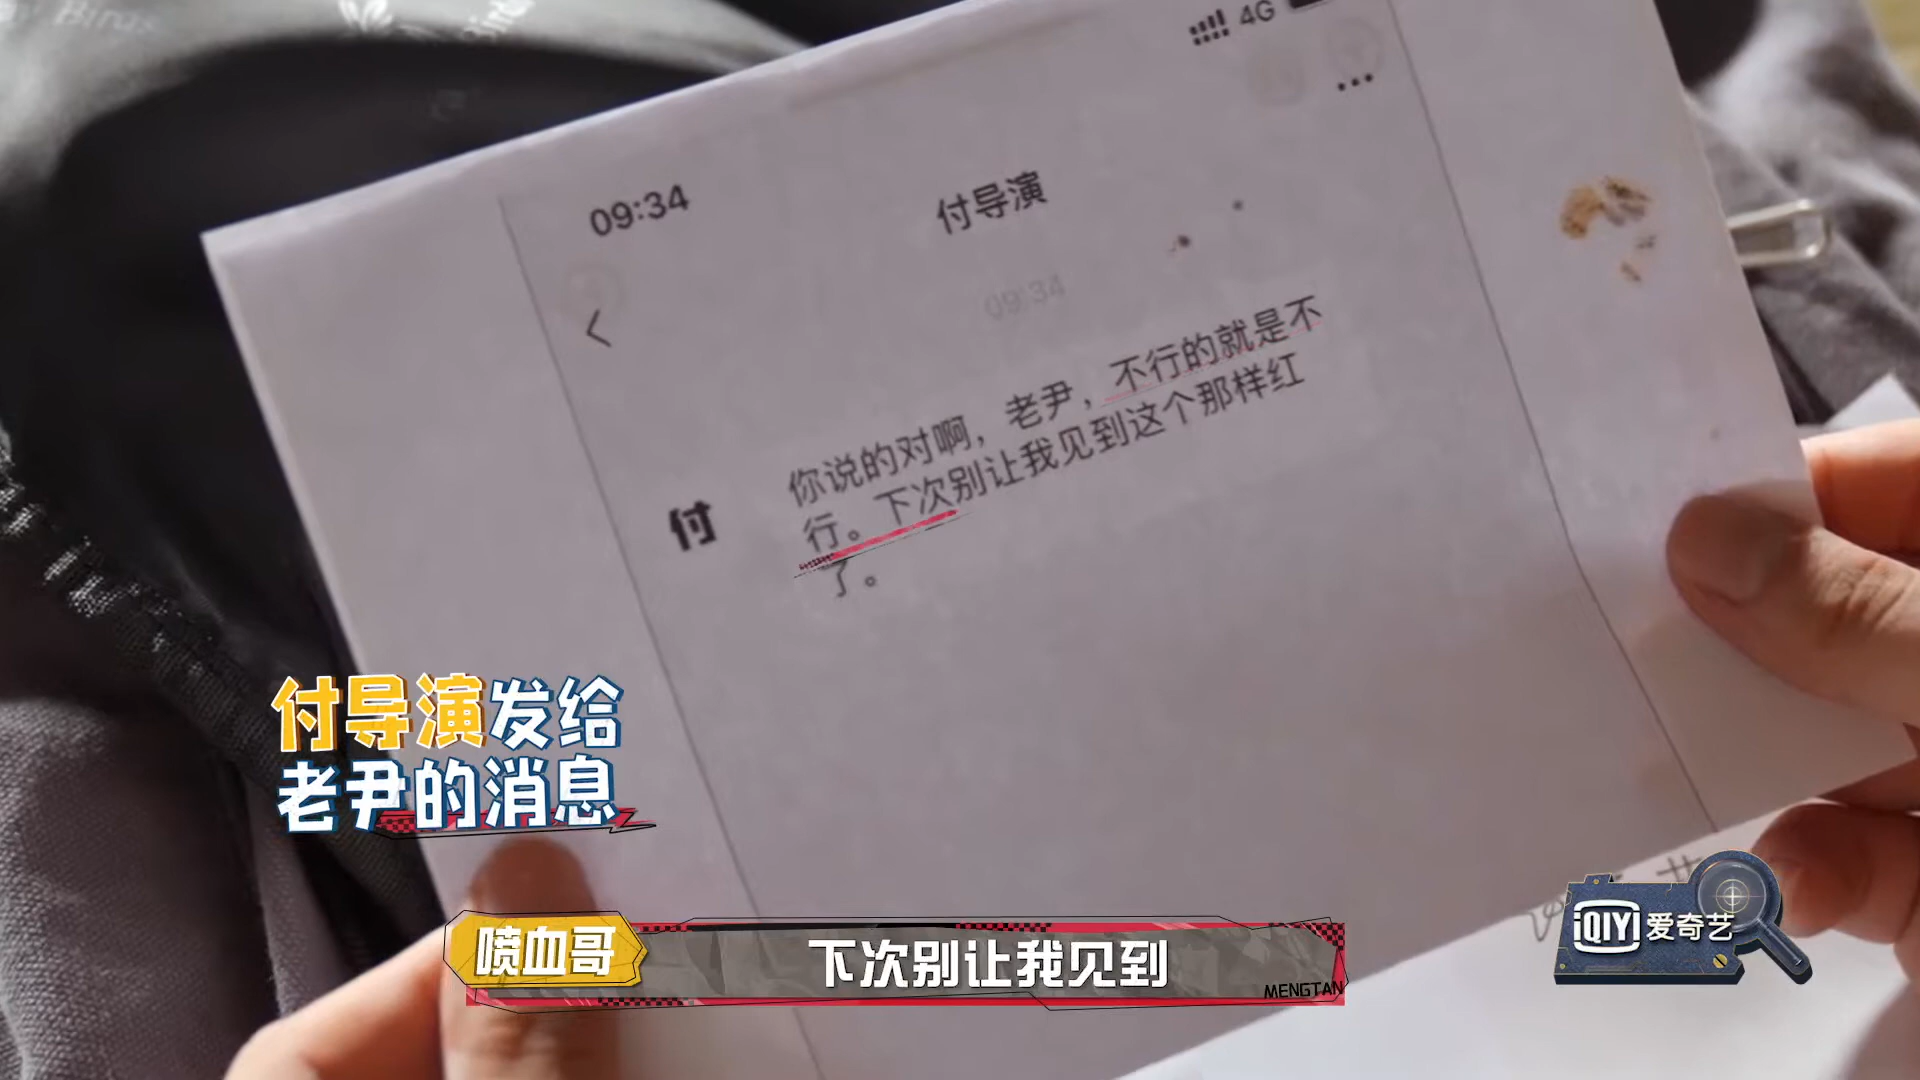 4G
09:34
付导演
09:34
付
你说的对啊，老尹，不行的就是不
行。下次别让我见到这个那样红
了。
付导演发给
老尹的消息
喷血哥
下次别让我见到
MENGTAN
iQIYI 爱奇艺